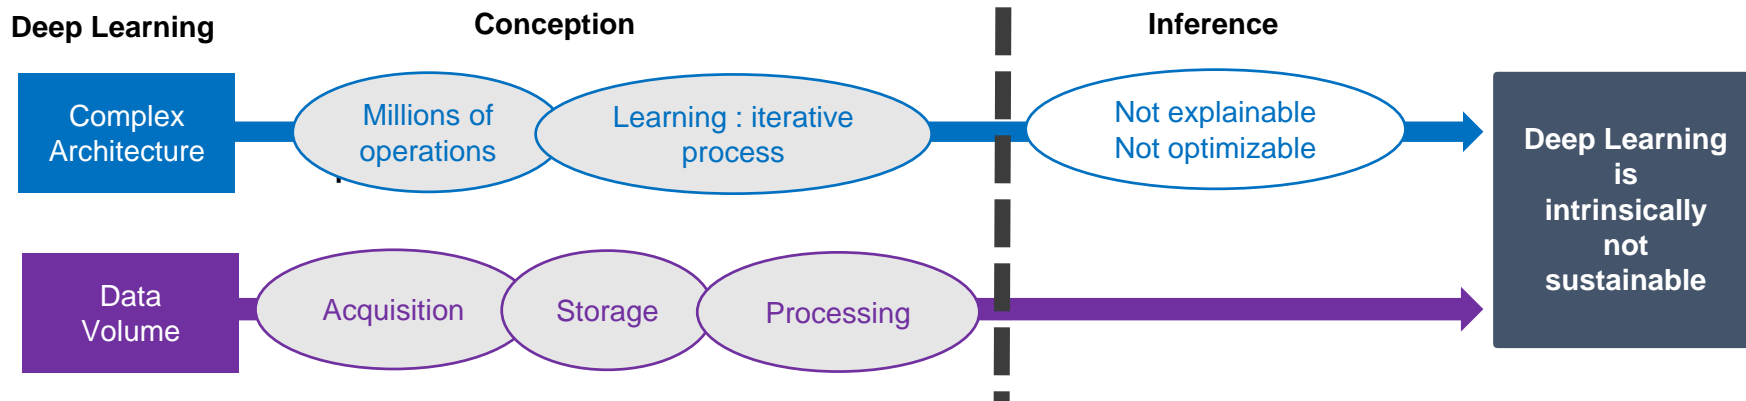 Deep Learning
Conception
Inference
Complex
Architecture
Millions of
operations
Learning : iterative
process
Not explainable
Not optimizable
Deep Learning
is
intrinsically
not
sustainable
Data
Volume
Acquisition
Storage
Processing